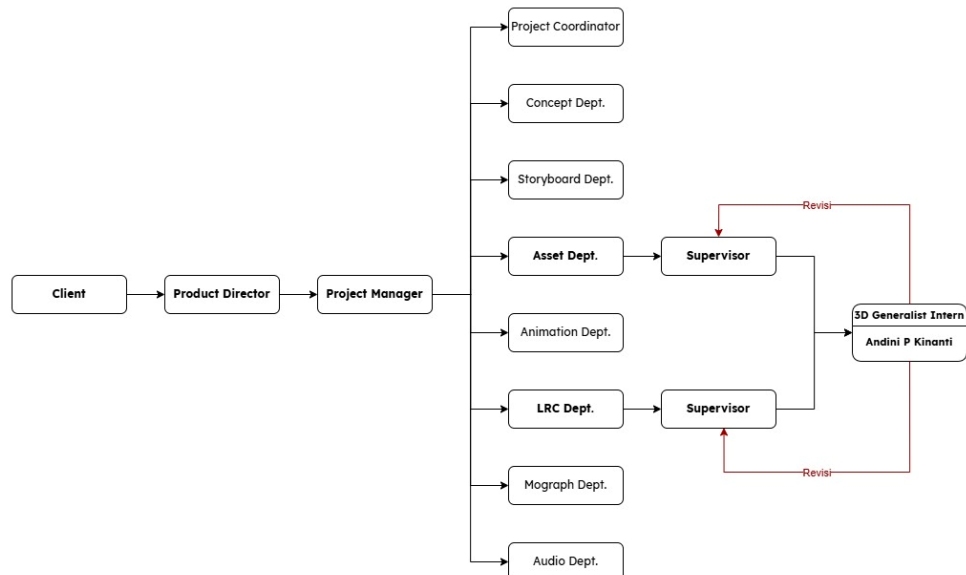 Project Coordinator
Concept Dept.
Storyboard Dept.
Revisi
Asset Dept.
Supervisor
Client
Product Director
Project Manager
3D Generalist Intern
Andini P Kinanti
Animation Dept.
LRC Dept.
Supervisor
Revisi
Mograph Dept.
Audio Dept.